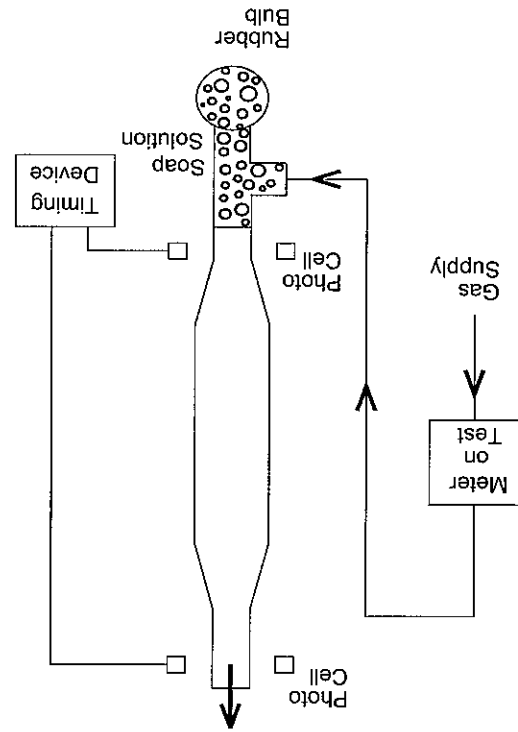 Photo
Cell
Meter
on
Test
Gas
Supply
Photo
Cell
Timing
Device
Soap
Solution
Rubber
Bulb